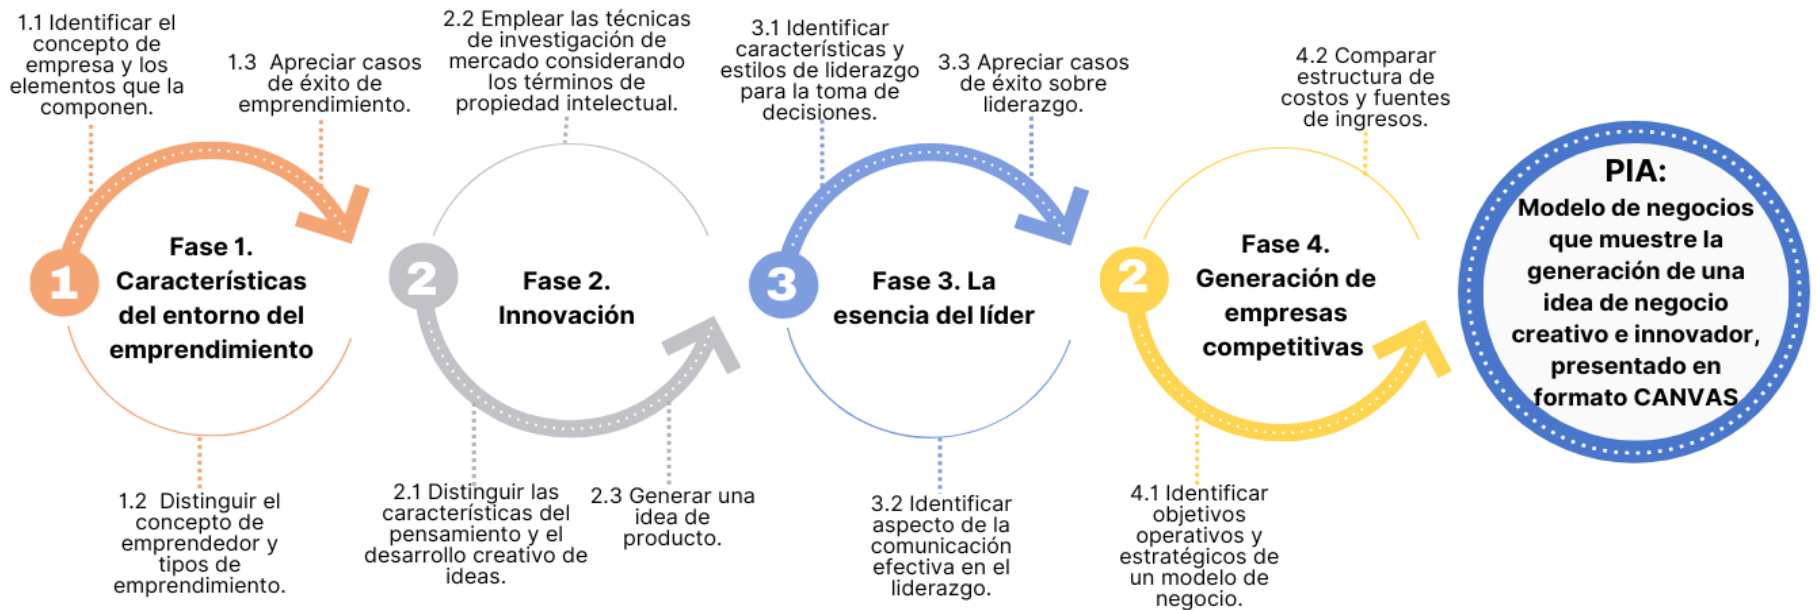 1.1 Identificar el
concepto de
empresa y los
elementos que la
componen.
1.3 Apreciar casos
de éxito de
emprendimiento.
1
Fase 1.
Características
del entorno del
emprendimiento
1.2 Distinguir el
concepto de
emprendedor y
tipos de
emprendimiento.
2.2 Emplear las técnicas
de investigación de
mercado considerando
los términos de
propiedad intelectual.
2
Fase 2.
Innovación
2.1 Distinguir las
características del
pensamiento y el
desarrollo creativo de
ideas.
2.3 Generar una
idea de
producto.
3.1 Identificar
características y
estilos de liderazgo
para la toma de
decisiones.
3.3 Apreciar casos
de éxito sobre
liderazgo.
3
Fase 3. La
esencia del líder
3.2 Identificar
aspecto de la
comunicación
efectiva en el
liderazgo.
4.2 Comparar
estructura de
costos y fuentes
de ingresos.
2
Fase 4.
Generación de
empresas
competitivas
4.1 Identificar
objetivos
operativos y
estratégicos de
un modelo de
negocio.
PIA:
Modelo de negocios
que muestre la
generación de una
idea de negocio
creativo e innovador,
presentado en
formato CANVAS